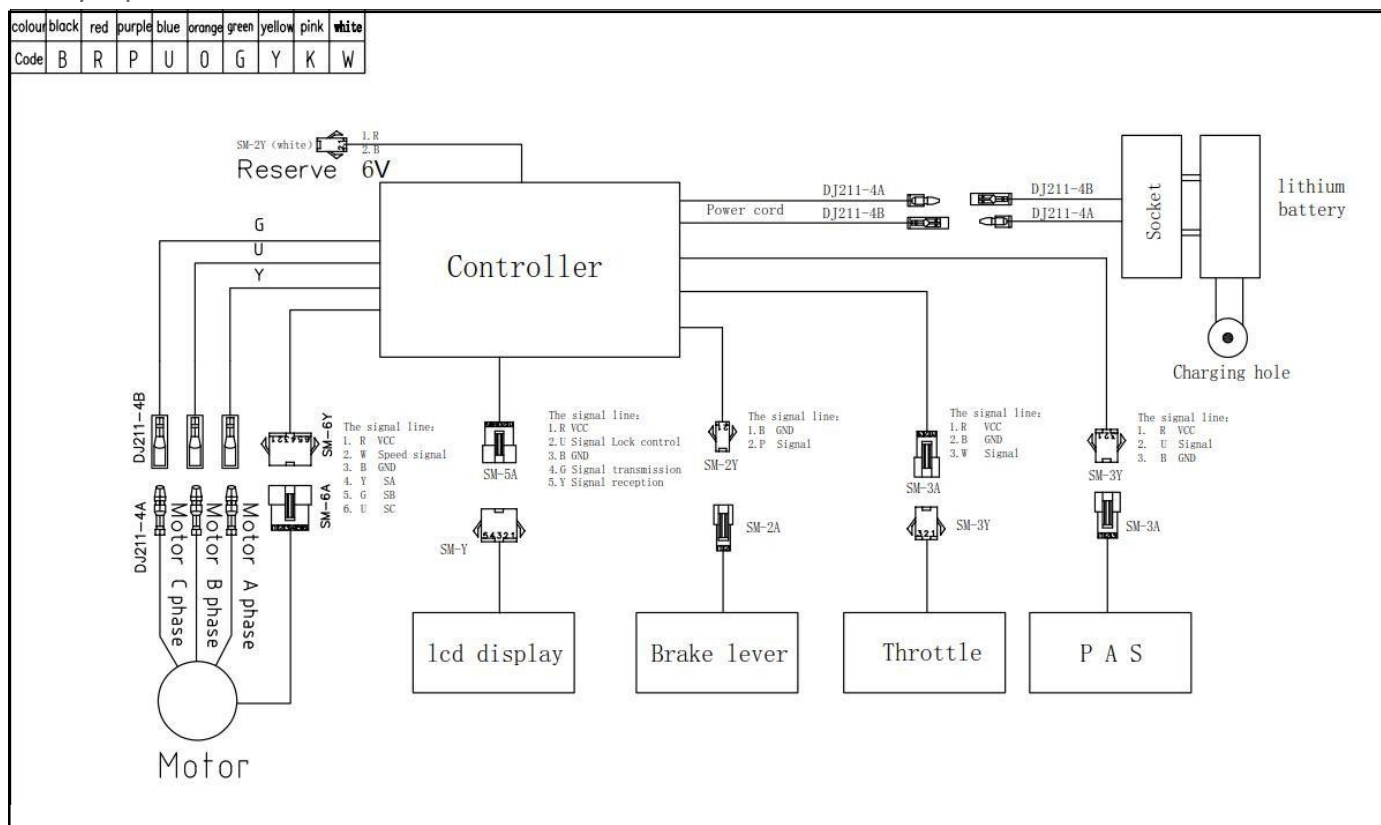 colour black red purple blue orange green yellow pink white
Code B R P U O G Y K W
SM-2Y (white)
2 1
1.R
2.B
Reserve 6V
G
U
Y
Controller
Power cord
DJ211-4A
DJ211-4B
DJ211-4B
DJ211-4A
Socket
lithium
battery
Charging hole
DJ211-4B
DJ211-4A
654321
SM-6Y
SM-6A
The signal line:
1. R VCC
2. W Speed signal
3. B GND
4. Y SA
5. G SB
6. U SC
Motor C phase
Motor B phase
Motor A phase
Motor
SM-5A
The signal line:
1.R VCC
2.U Signal Lock control
3.B GND
4.G Signal transmission
5.Y Signal reception
SM-Y
54321
lcd display
SM-2Y
The signal line:
1.B GND
2.P Signal
SM-2A
Brake lever
The signal line:
1.R VCC
2.B GND
3.W Signal
SM-3A
SM-3Y
321
Throttle
The signal line:
1. R VCC
2. U Signal
3. B GND
SM-3Y
SM-3A
P A S